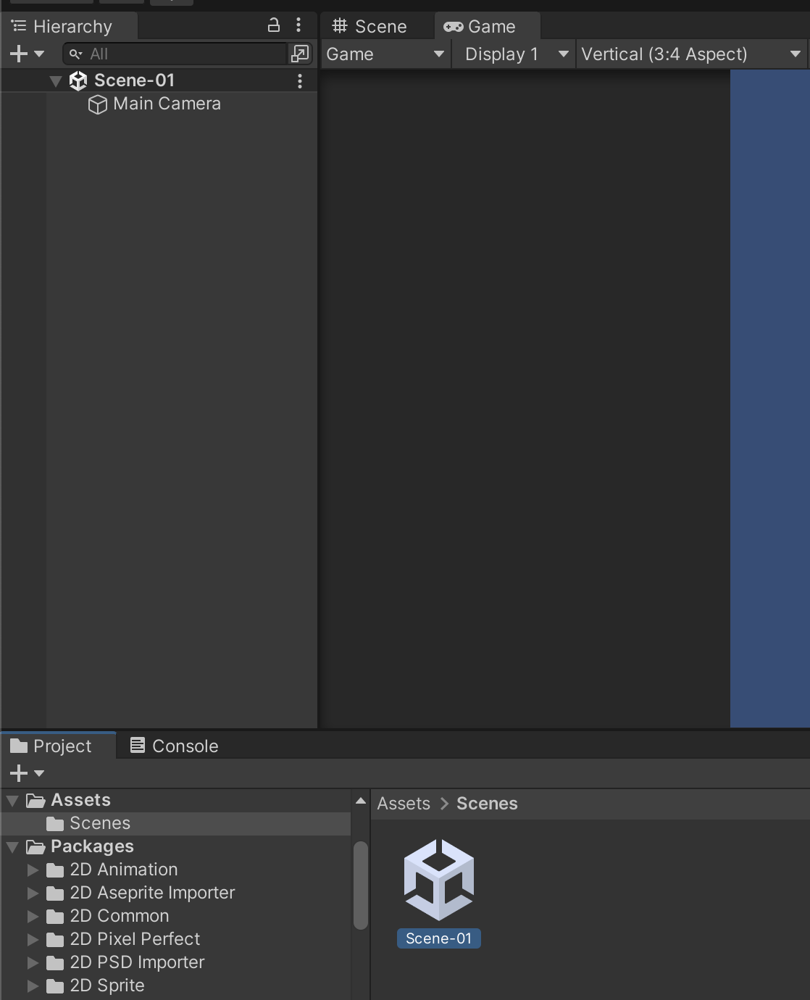 Hierarchy
All
Scene-01
Main Camera
Scene Game
Game Display 1 Vertical (3:4 Aspect)
Project Console
Assets
Scenes
Packages
2D Animation
2D Aseprite Importer
2D Common
2D Pixel Perfect
2D PSD Importer
2D Sprite
Assets > Scenes
Scene-01